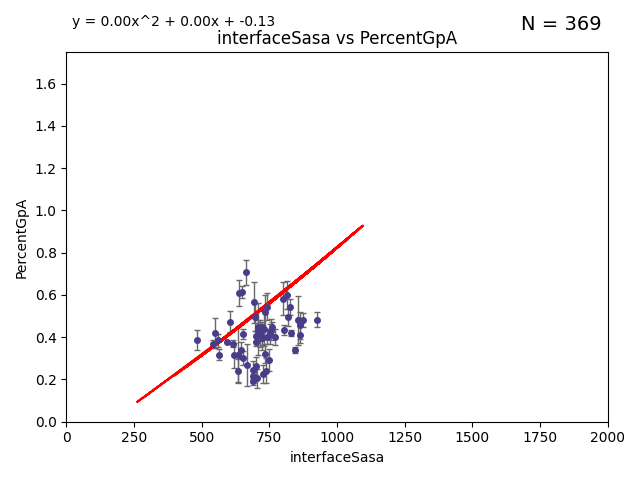 y = 0.00x^2 + 0.00x + -0.13
N = 369
interfaceSasa vs PercentGpA
PercentGpA
1.6
1.4
1.2
1.0
0.8
0.6
0.4
0.2
0.0
0 250 500 750 1000 1250 1500 1750 2000
interfaceSasa